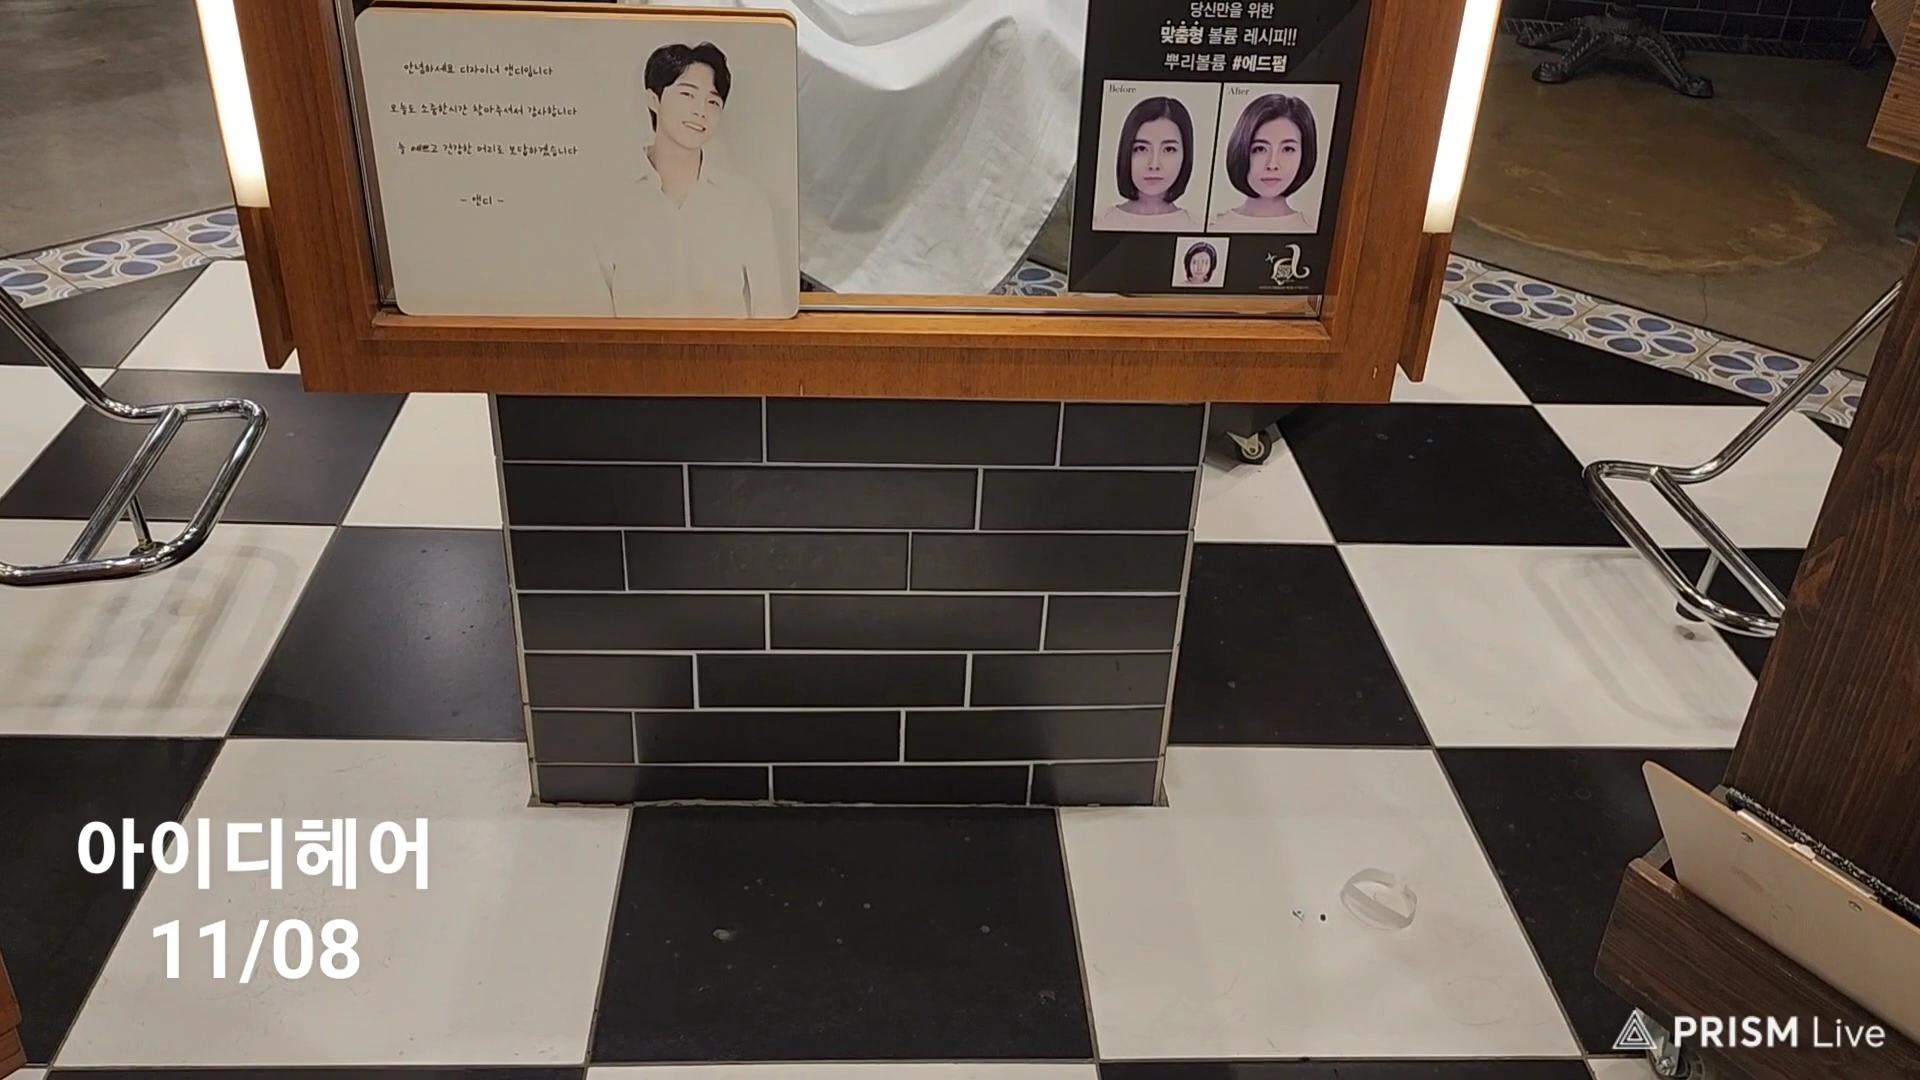 안녕하세요 디자이너 앤디입니다
오늘도 소중한시간 찾아주셔서 감사합니다
늘 예쁘고 건강한 머리로 보답하겠습니다
- 앤디 -
당신만을 위한
맞춤형 볼륨 레시피!!
뿌리볼륨 #에드펌
Before
After
아이디헤어
11/08
PRISM Live